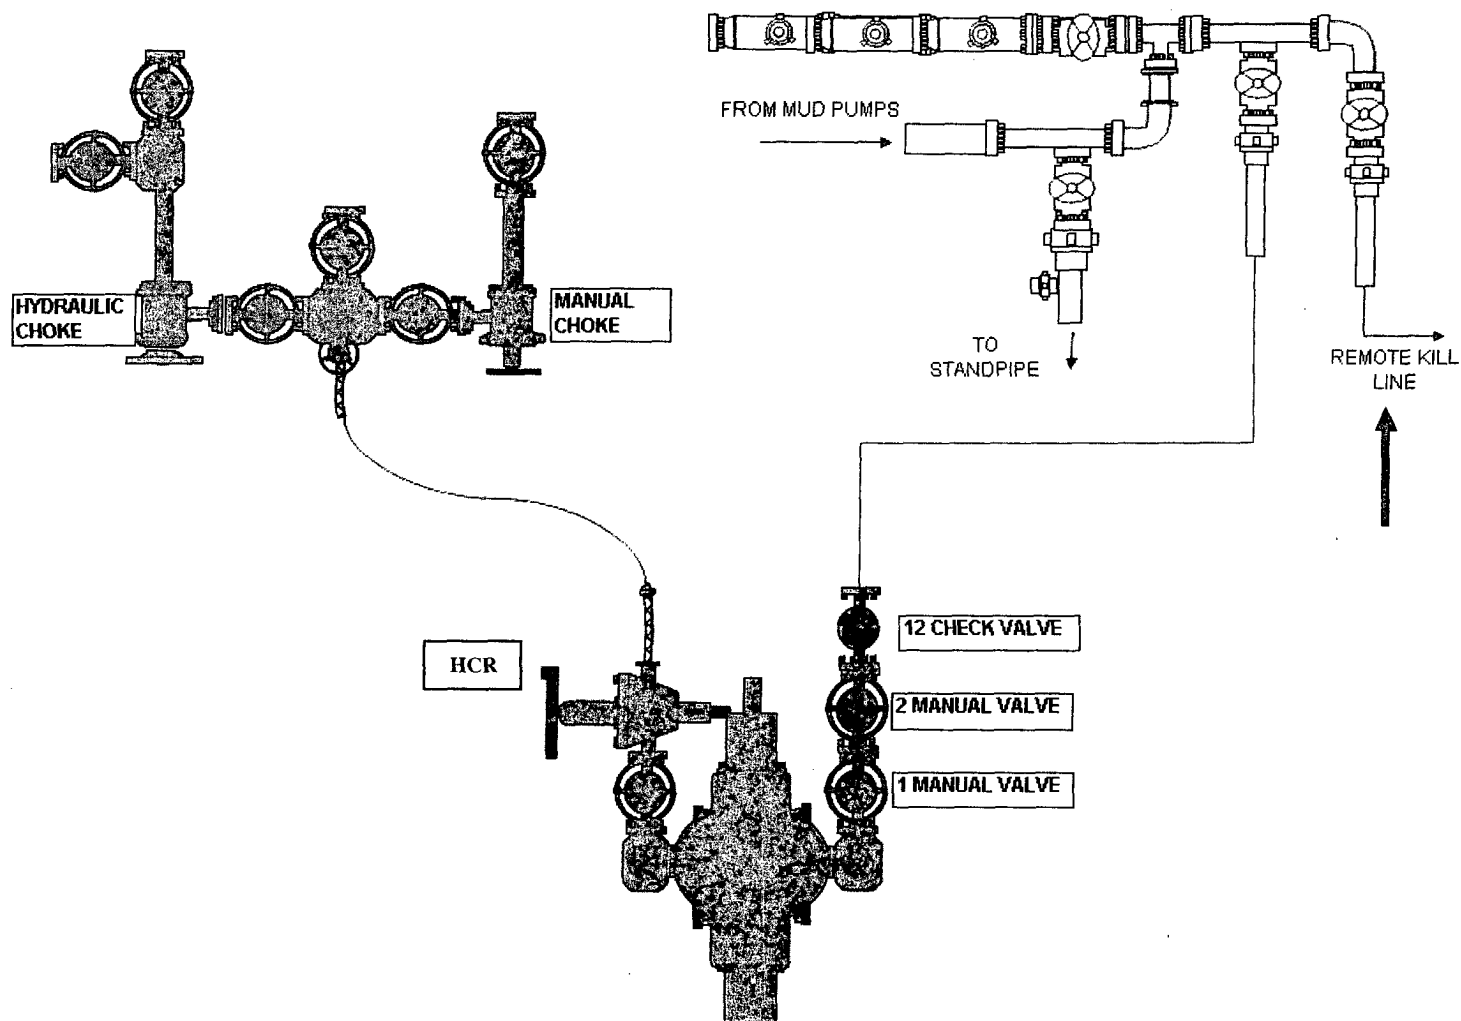 FROM MUD PUMPS
HYDRAULIC
CHOKE
MANUAL
CHOKE
TO
STANDPIPE
REMOTE KILL
LINE
12 CHECK VALVE
HCR
2 MANUAL VALVE
1 MANUAL VALVE